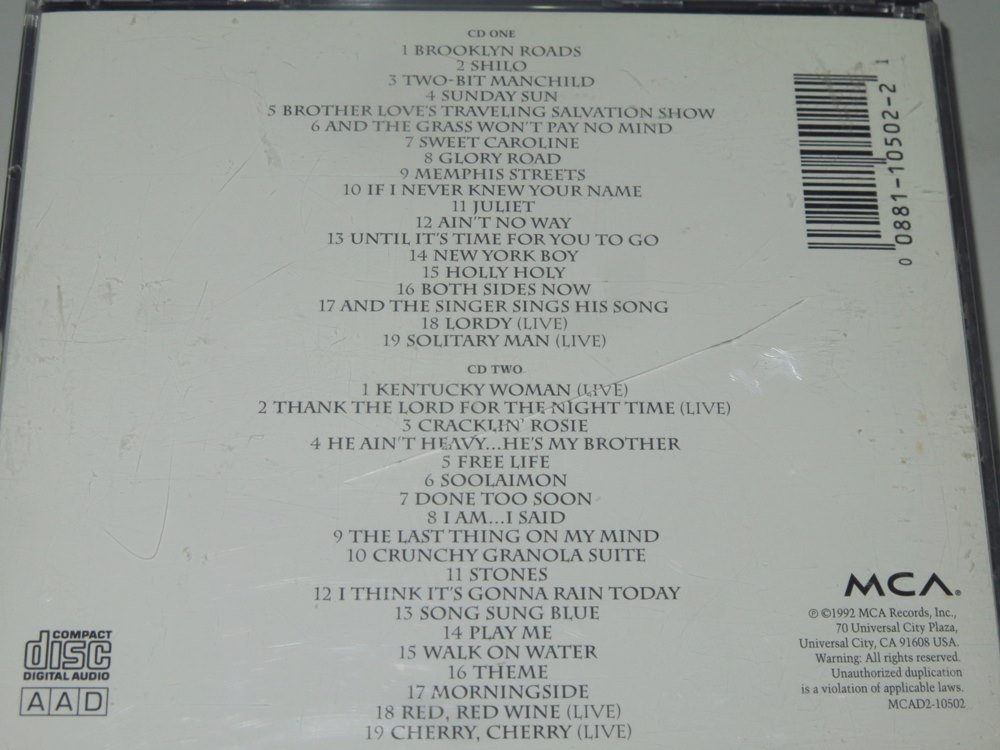 CD ONE
1 BROOKLYN ROADS
2 SHILO
3 TWO-BIT MANCHILD
4 SUNDAY SUN
5 BROTHER LOVE'S TRAVELING SALVATION SHOW
6 AND THE GRASS WON'T PAY NO MIND
7 SWEET CAROLINE
8 GLORY ROAD
9 MEMPHIS STREETS
10 IF I NEVER KNEW YOUR NAME
11 JULIET
12 AIN'T NO WAY
13 UNTIL IT'S TIME FOR YOU TO GO
14 NEW YORK BOY
15 HOLLY HOLY
16 BOTH SIDES NOW
17 AND THE SINGER SINGS HIS SONG
18 LORDY (LIVE)
19 SOLITARY MAN (LIVE)
CD TWO
1 KENTUCKY WOMAN (LIVE)
2 THANK THE LORD FOR THE NIGHT TIME (LIVE)
3 CRACKLIN' ROSIE
4 HE AIN'T HEAVY...HE'S MY BROTHER
5 FREE LIFE
6 SOOLAIMON
7 DONE TOO SOON
8 I AM...I SAID
9 THE LAST THING ON MY MIND
10 CRUNCHY GRANOLA SUITE
11 STONES
12 I THINK IT'S GONNA RAIN TODAY
13 SONG SUNG BLUE
14 PLAY ME
15 WALK ON WATER
16 THEME
17 MORNINGSIDE
18 RED, RED WINE (LIVE)
19 CHERRY, CHERRY (LIVE)
0 0881-10502-2 1
COMPACT
disc
DIGITAL AUDIO
AAD
MCA®
℗ ©1992 MCA Records, Inc.,
70 Universal City Plaza,
Universal City, CA 91608 USA.
Warning: All rights reserved.
Unauthorized duplication
is a violation of applicable laws.
MCAD2-10502